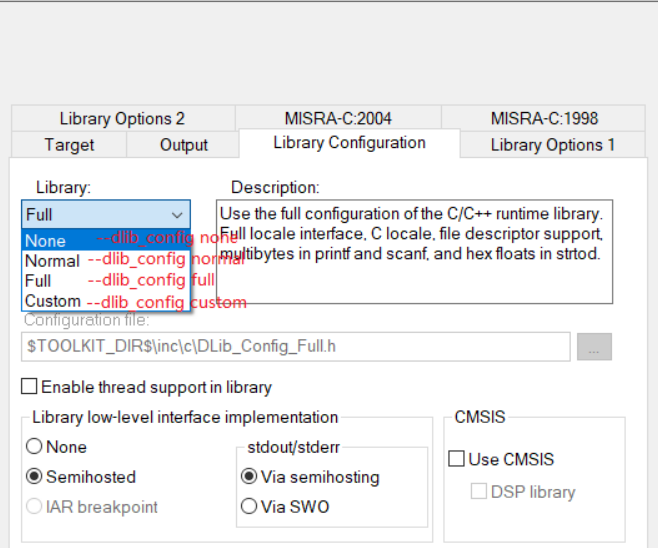 Library Options 2 MISRA-C:2004 MISRA-C:1998
Target Output Library Configuration Library Options 1
Library: Description:
Full
Use the full configuration of the C/C++ runtime library.
None --dlib_config none
Full locale interface, C locale, file descriptor support,
Normal --dlib_config normal
multibytes in printf and scanf, and hex floats in strtod.
Full --dlib_config full
Custom --dlib_config custom
Configuration file:
$TOOLKIT_DIR$\inc\c\DLib_Config_Full.h ...
Enable thread support in library
Library low-level interface implementation CMSIS
None stdout/stderr
Use CMSIS
Semihosted Via semihosting
DSP library
IAR breakpoint Via SWO